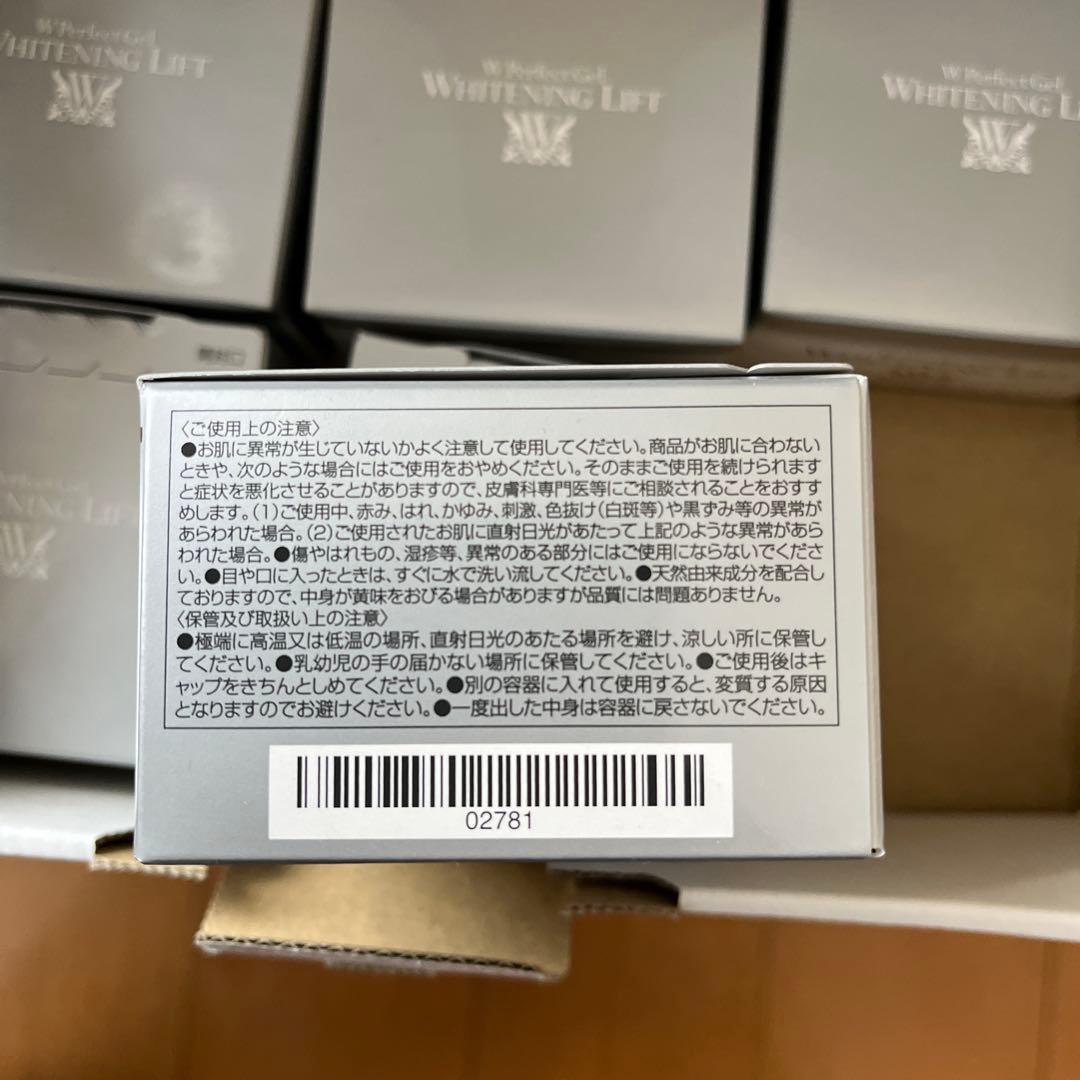 W Perfect Gel
WHITENING LIFT
W
W Perfect Gel
WHITENING LIFT
W
W Perfect Gel
WHITENING
W
開封口
LIFT
W
〈ご使用上の注意〉
●お肌に異常が生じていないかよく注意して使用してください。商品がお肌に合わない
ときや、次のような場合にはご使用をおやめください。そのままご使用を続けられます
と症状を悪化させることがありますので、皮膚科専門医等にご相談されることをおすす
めします。(1)ご使用中、赤み、はれ、かゆみ、刺激、色抜け(白斑等)や黒ずみ等の異常が
あらわれた場合。(2)ご使用されたお肌に直射日光があたって上記のような異常があら
われた場合。●傷やはれもの、湿疹等、異常のある部分にはご使用にならないでくださ
い。●目や口に入ったときは、すぐに水で洗い流してください。●天然由来成分を配合し
ておりますので、中身が黄味をおびる場合がありますが品質には問題ありません。
〈保管及び取扱い上の注意〉
●極端に高温又は低温の場所、直射日光のあたる場所を避け、涼しい所に保管し
てください。●乳幼児の手の届かない場所に保管してください。●ご使用後はキ
ャップをきちんとしめてください。●別の容器に入れて使用すると、変質する原因
となりますのでお避けください。●一度出した中身は容器に戻さないでください。
02781